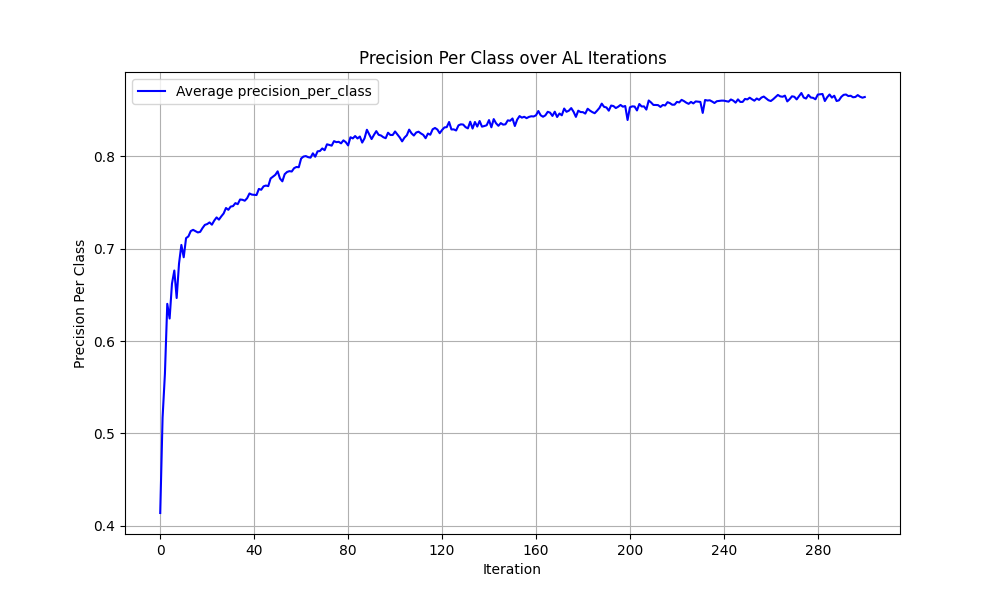 Precision Per Class over AL Iterations
Average precision_per_class
Precision Per Class
0.8
0.7
0.6
0.5
0.4
0 40 80 120 160 200 240 280
Iteration